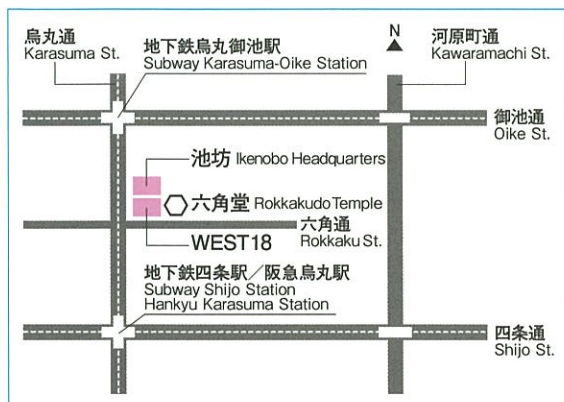 烏丸通
Karasuma St.
地下鉄烏丸御池駅
Subway Karasuma-Oike Station
N
河原町通
Kawaramachi St.
御池通
Oike St.
池坊 Ikenobo Headquarters
六角堂 Rokkakudo Temple
六角通
Rokkaku St.
WEST18
地下鉄四条駅／阪急烏丸駅
Subway Shijo Station
Hankyu Karasuma Station
四条通
Shijo St.